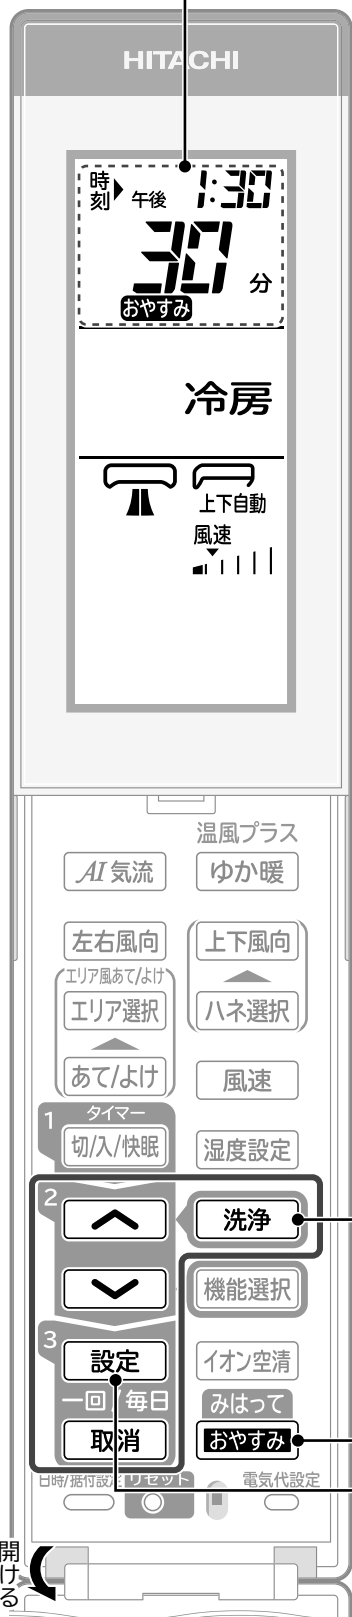 HITACHI
時刻 午後 1:30
30 分
おやすみ
冷房
上下自動
風速
温風プラス
AI 気流 ゆか暖
左右風向 上下風向
エリア風あて/よけ
エリア選択 ハネ選択
あて/よけ 風速
1 タイマー
切/入/快眠 湿度設定
2 洗浄
機能選択
3
設定 イオン空清
一回 毎日 みはって
取消 おやすみ
日時/据付設定 リセット 電気代設定
開ける